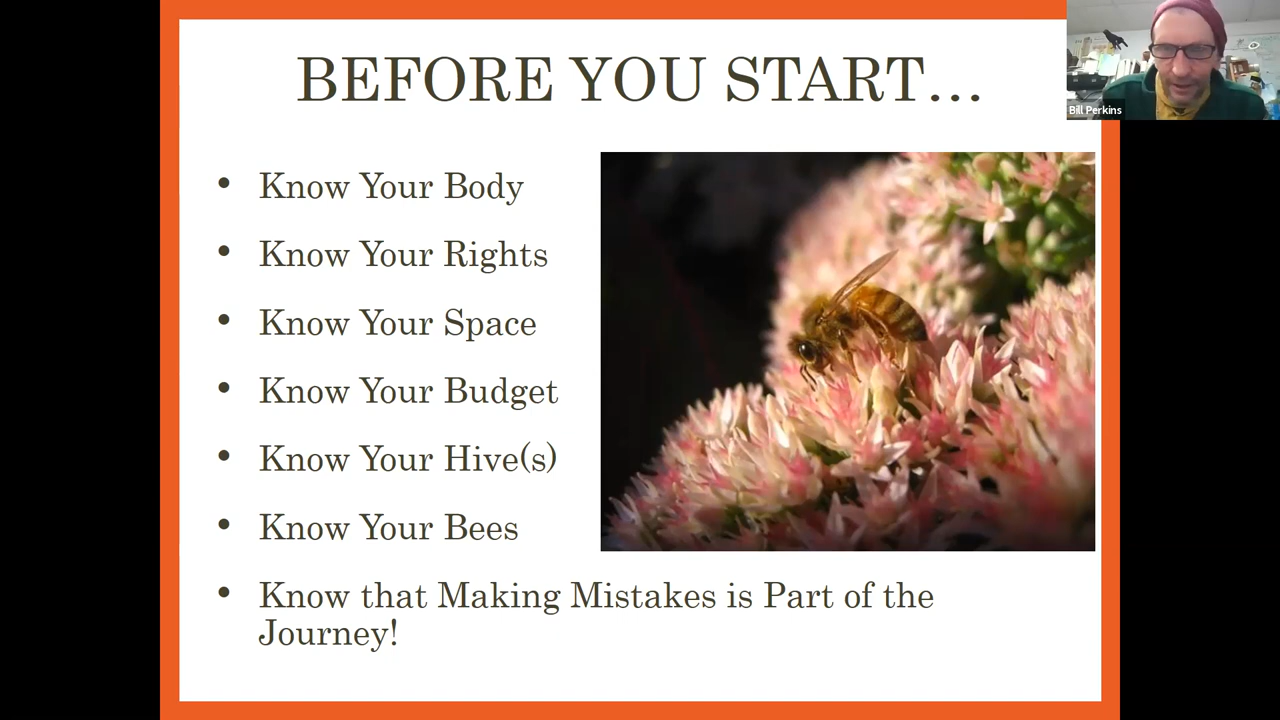 BEFORE YOU START...
Bill Perkins
• Know Your Body
• Know Your Rights
• Know Your Space
• Know Your Budget
• Know Your Hive(s)
• Know Your Bees
• Know that Making Mistakes is Part of the
Journey!